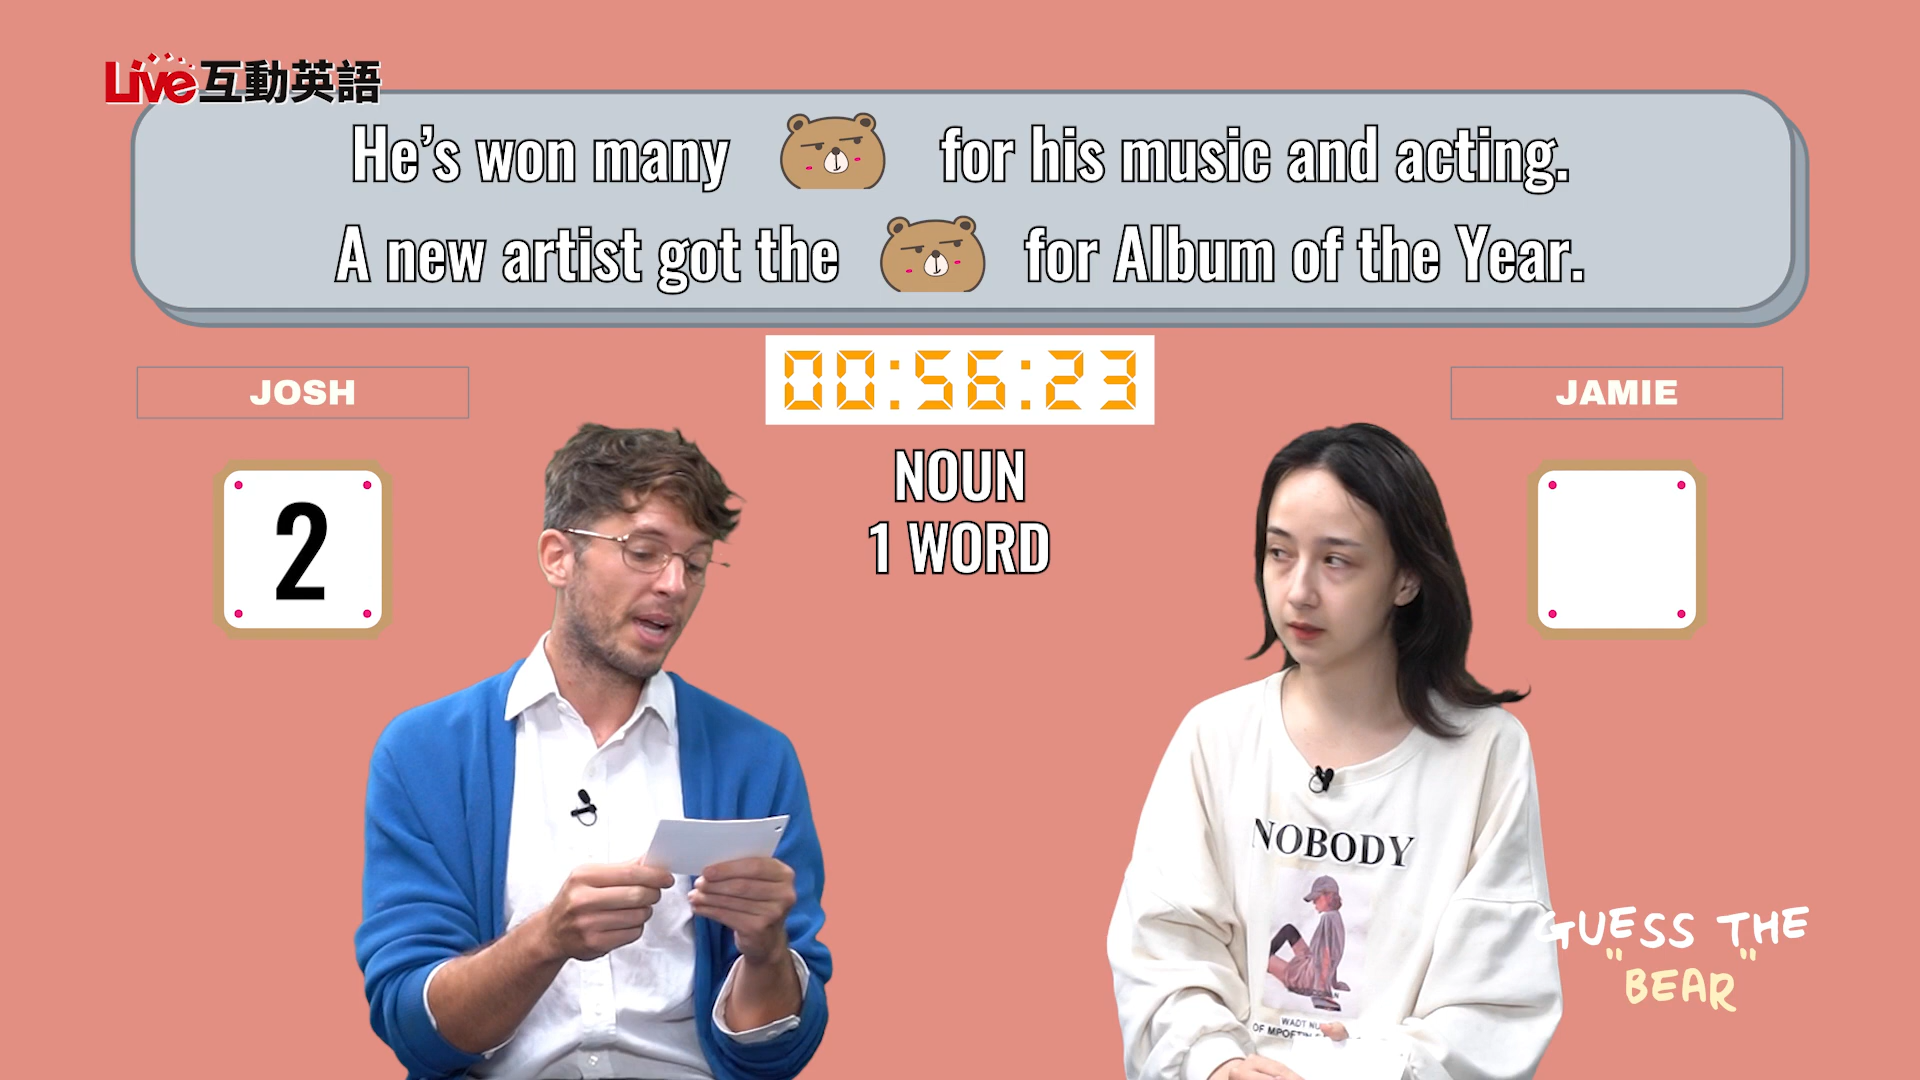 Live互動英語
He's won many for his music and acting.
A new artist got the for Album of the Year.
00:56:23
JOSH
JAMIE
NOUN
1 WORD
2
NOBODY
GUESS THE
"BEAR"